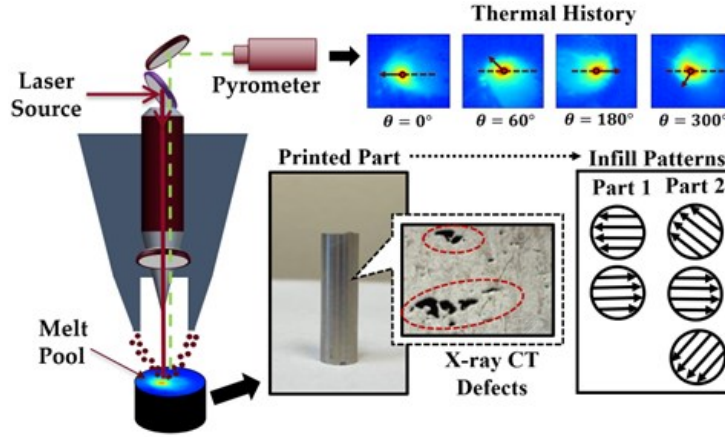 Thermal History
Laser
Source
Pyrometer
θ = 0°
θ = 60°
θ = 180°
θ = 300°
Printed Part
Infill Patterns
Part 1
Part 2
Melt
Pool
X-ray CT
Defects